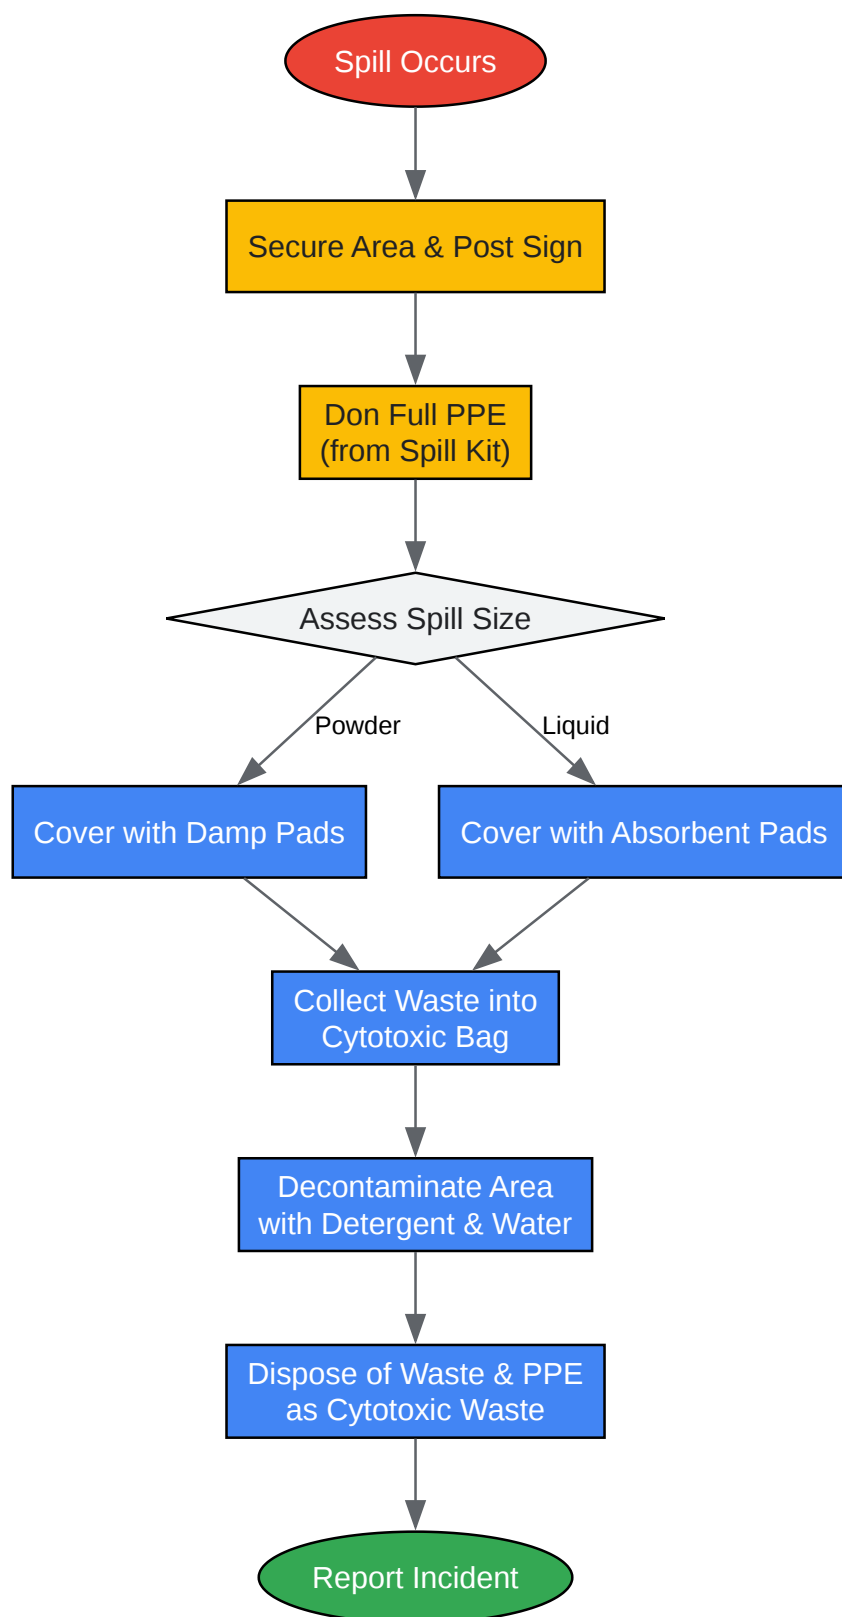 Spill Occurs
Secure Area & Post Sign
Don Full PPE
(from Spill Kit)
Assess Spill Size
Powder
Liquid
Cover with Damp Pads
Cover with Absorbent Pads
Collect Waste into
Cytotoxic Bag
Decontaminate Area
with Detergent & Water
Dispose of Waste & PPE
as Cytotoxic Waste
Report Incident